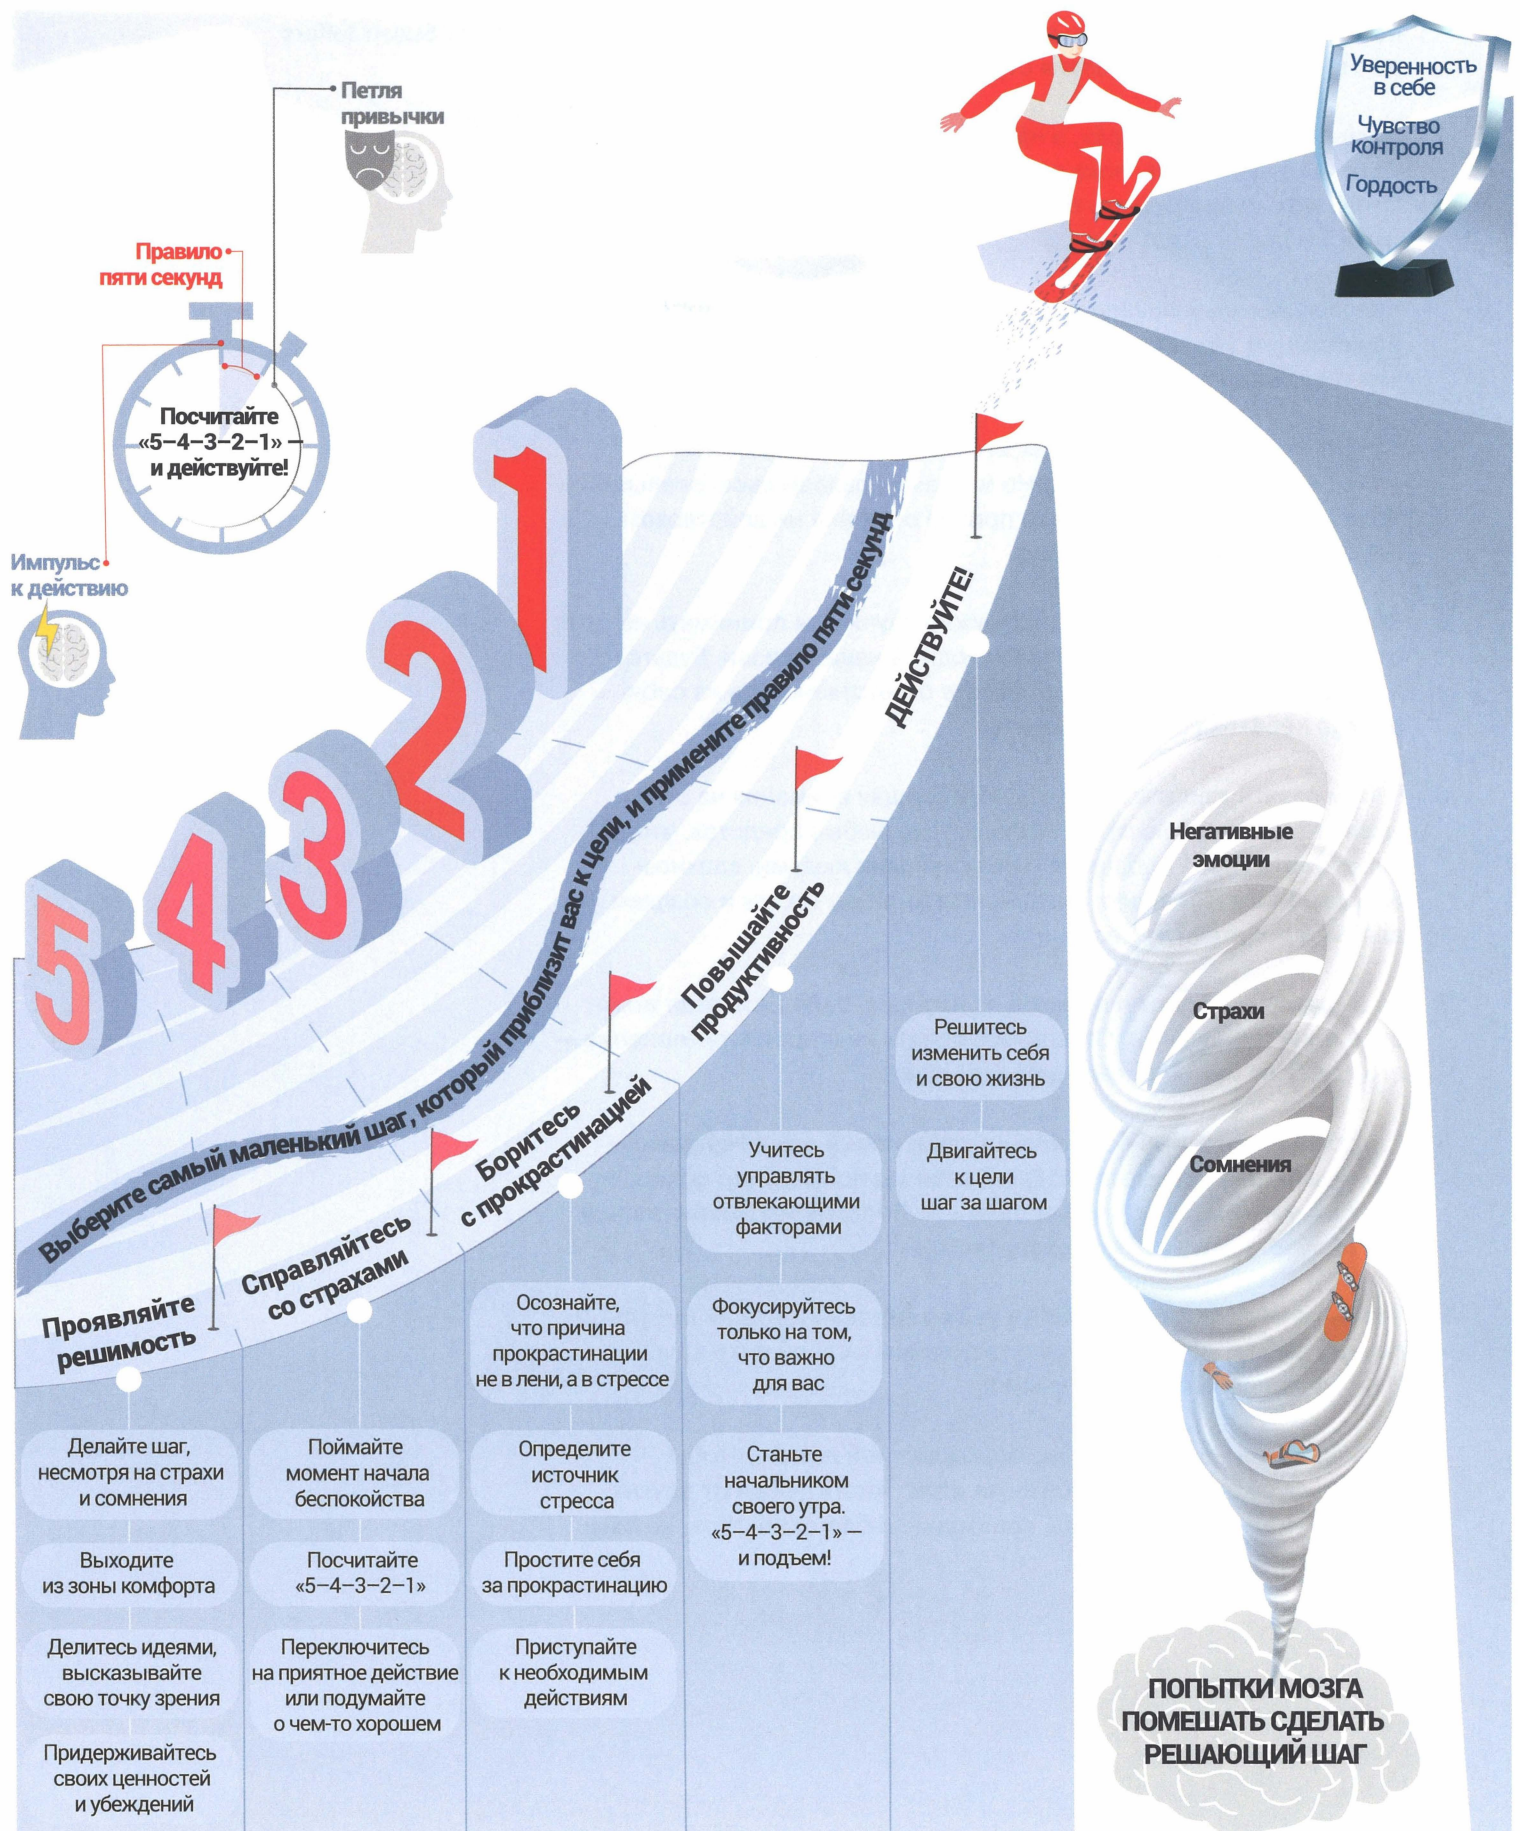 Петля
привычки
Правило
пяти секунд
Посчитайте
«5–4–3–2–1» —
и действуйте!
Импульс
к действию
Уверенность
в себе
Чувство
контроля
Гордость
5
4
3
2
1
Выберите самый маленький шаг, который приблизит вас к цели, и примените правило пяти секунд
Проявляйте
решимость
Делайте шаг,
несмотря на страхи
и сомнения
Выходите
из зоны комфорта
Делитесь идеями,
высказывайте
свою точку зрения
Придерживайтесь
своих ценностей
и убеждений
Справляйтесь
со страхами
Поймайте
момент начала
беспокойства
Посчитайте
«5–4–3–2–1»
Переключитесь
на приятное действие
или подумайте
о чем-то хорошем
Боритесь
с прокрастинацией
Осознайте,
что причина
прокрастинации
не в лени, а в стрессе
Определите
источник
стресса
Простите себя
за прокрастинацию
Приступайте
к необходимым
действиям
Повышайте
продуктивность
Учитесь
управлять
отвлекающими
факторами
Фокусируйтесь
только на том,
что важно
для вас
Станьте
начальником
своего утра.
«5–4–3–2–1» —
и подъем!
ДЕЙСТВУЙТЕ!
Решитесь
изменить себя
и свою жизнь
Двигайтесь
к цели
шаг за шагом
Негативные
эмоции
Страхи
Сомнения
ПОПЫТКИ МОЗГА
ПОМЕШАТЬ СДЕЛАТЬ
РЕШАЮЩИЙ ШАГ